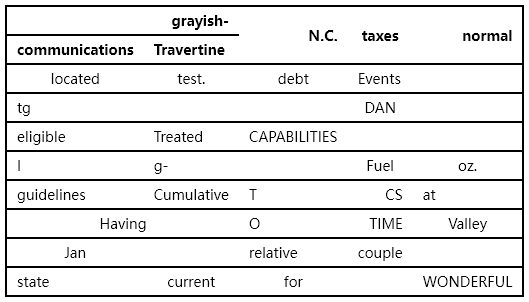 grayish- N.C. taxes normal
communications Travertine
located test. debt Events
tg DAN
eligible Treated CAPABILITIES
l g- Fuel oz.
guidelines Cumulative T CS at
Having O TIME Valley
Jan relative couple
state current for WONDERFUL